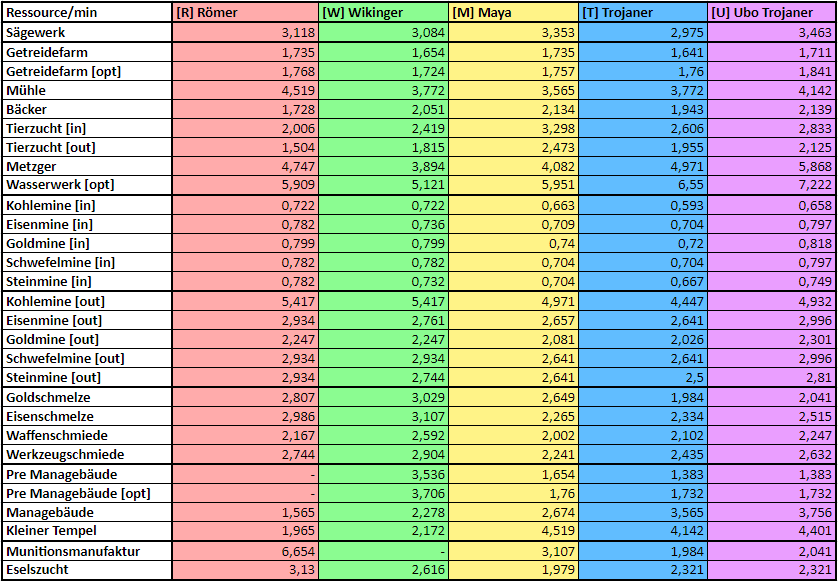 Ressource/min [R] Römer [W] Wikinger [M] Maya [T] Trojaner [U] Ubo Trojaner
Sägewerk 3,118 3,084 3,353 2,975 3,463
Getreidefarm 1,735 1,654 1,735 1,641 1,711
Getreidefarm [opt] 1,768 1,724 1,757 1,76 1,841
Mühle 4,519 3,772 3,565 3,772 4,142
Bäcker 1,728 2,051 2,134 1,943 2,139
Tierzucht [in] 2,006 2,419 3,298 2,606 2,833
Tierzucht [out] 1,504 1,815 2,473 1,955 2,125
Metzger 4,747 3,894 4,082 4,971 5,868
Wasserwerk [opt] 5,909 5,121 5,951 6,55 7,222
Kohlemine [in] 0,722 0,722 0,663 0,593 0,658
Eisenmine [in] 0,782 0,736 0,709 0,704 0,797
Goldmine [in] 0,799 0,799 0,74 0,72 0,818
Schwefelmine [in] 0,782 0,782 0,704 0,704 0,797
Steinmine [in] 0,782 0,732 0,704 0,667 0,749
Kohlemine [out] 5,417 5,417 4,971 4,447 4,932
Eisenmine [out] 2,934 2,761 2,657 2,641 2,996
Goldmine [out] 2,247 2,247 2,081 2,026 2,301
Schwefelmine [out] 2,934 2,934 2,641 2,641 2,996
Steinmine [out] 2,934 2,744 2,641 2,5 2,81
Goldschmelze 2,807 3,029 2,649 1,984 2,041
Eisenschmelze 2,986 3,107 2,265 2,334 2,515
Waffenschmiede 2,167 2,592 2,002 2,102 2,247
Werkzeugschmiede 2,744 2,904 2,241 2,435 2,632
Pre Managebäude - 3,536 1,654 1,383 1,383
Pre Managebäude [opt] - 3,706 1,76 1,732 1,732
Managebäude 1,565 2,278 2,674 3,565 3,756
Kleiner Tempel 1,965 2,172 4,519 4,142 4,401
Munitionsmanufaktur 6,654 - 3,107 1,984 2,041
Eselszucht 3,13 2,616 1,979 2,321 2,321